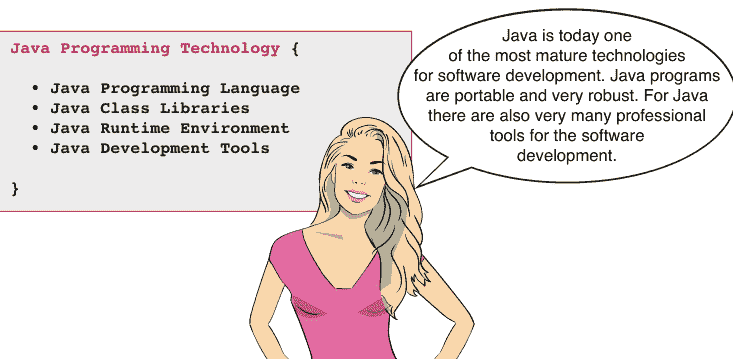 Java Programming Technology {
• Java Programming Language
• Java Class Libraries
• Java Runtime Environment
• Java Development Tools
}
Java is today one
of the most mature technologies
for software development. Java programs
are portable and very robust. For Java
there are also very many professional
tools for the software
development.